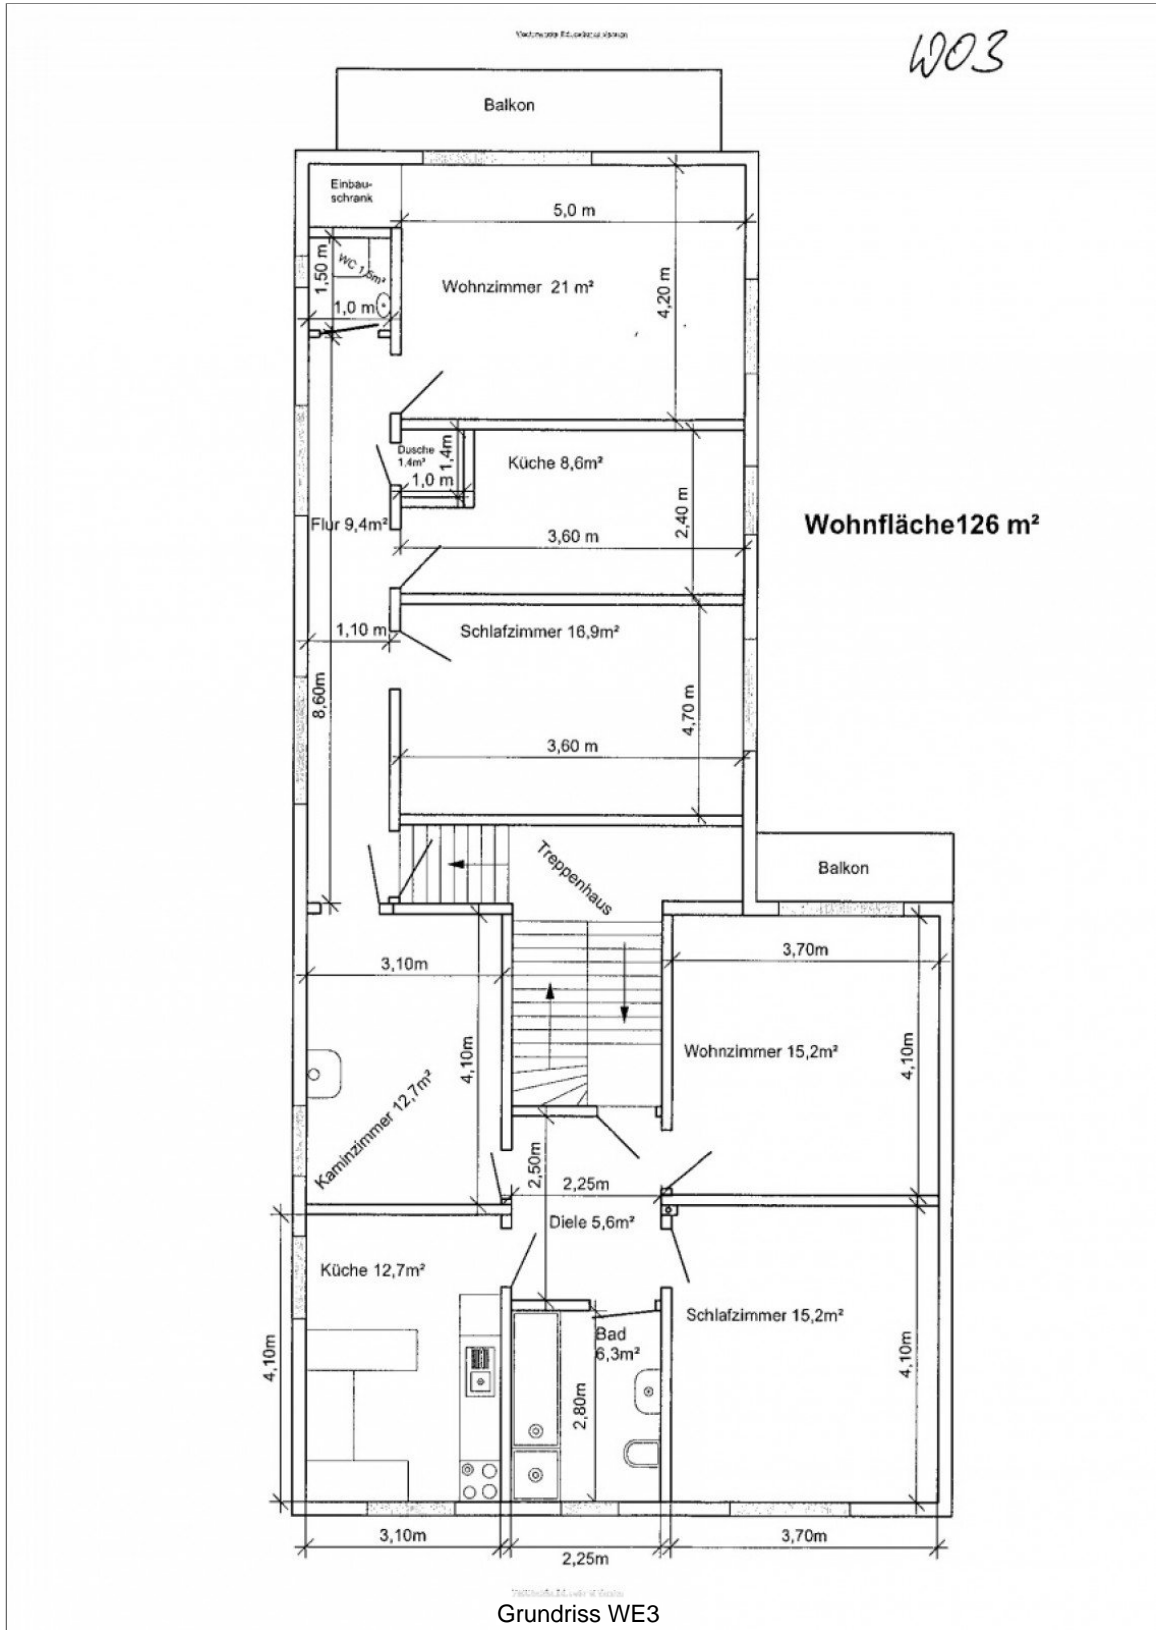 WO3
Balkon
Einbau-
schrank
5,0 m
1,50 m
WC 1,5m²
Wohnzimmer 21 m²
4,20 m
1,0 m
Dusche
1,4m²
1,4m
1,0 m
Küche 8,6m²
Flur 9,4m²
2,40 m
Wohnfläche126 m²
3,60 m
1,10 m
Schlafzimmer 16,9m²
8,60m
4,70 m
3,60 m
Treppenhaus
Balkon
3,10m
3,70m
4,10m
Wohnzimmer 15,2m²
4,10m
Kaminzimmer 12,7m²
2,50m
2,25m
Diele 5,6m²
Küche 12,7m²
Schlafzimmer 15,2m²
Bad
6,3m²
4,10m
2,80m
4,10m
3,10m
2,25m
3,70m
Grundriss WE3